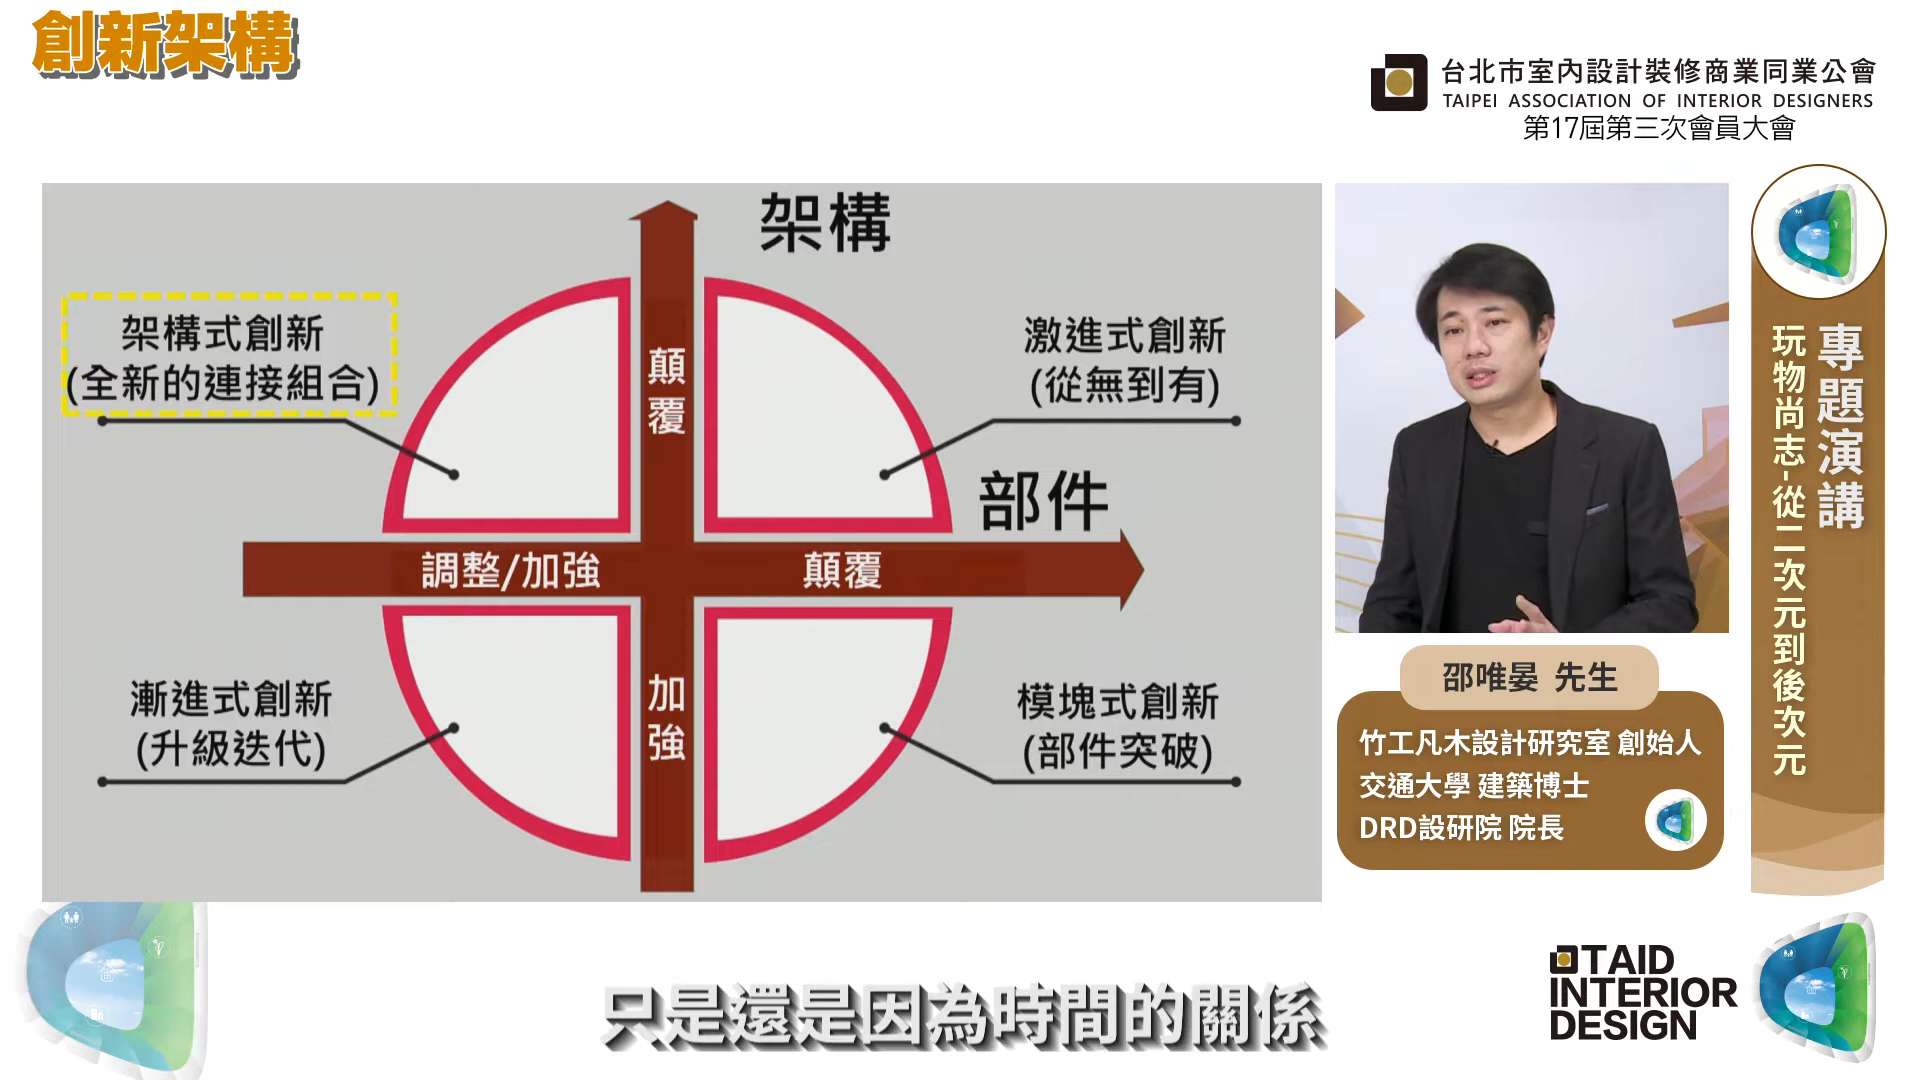 創新架構
台北市室內設計裝修商業同業公會
TAIPEI ASSOCIATION OF INTERIOR DESIGNERS
第17屆第三次會員大會
架構
架構式創新
(全新的連接組合)
激進式創新
(從無到有)
顛覆
部件
調整/加強
顛覆
漸進式創新
(升級迭代)
加強
模塊式創新
(部件突破)
專題演講
玩物尚志-從二次元到後次元
邵唯晏 先生
竹工凡木設計研究室 創始人
交通大學 建築博士
DRD設研院 院長
TAID
INTERIOR
DESIGN
只是還是因為時間的關係